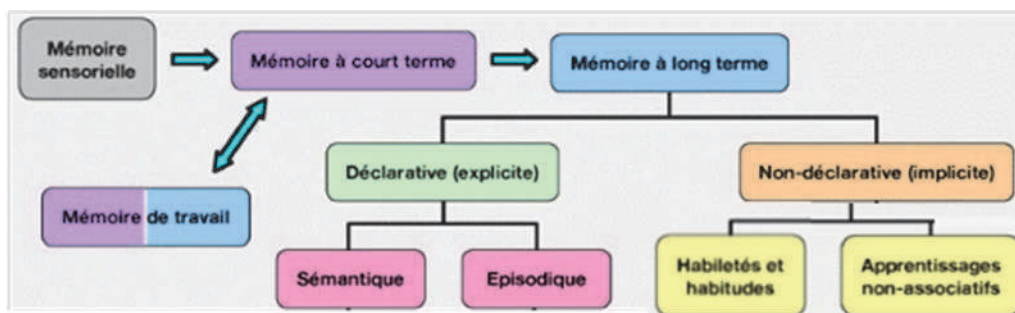 Mémoire
sensorielle
Mémoire à court terme
Mémoire à long terme
Mémoire de travail
Déclarative (explicite)
Non-déclarative (implicite)
Sémantique
Episodique
Habiletés et
habitudes
Apprentissages
non-associatifs